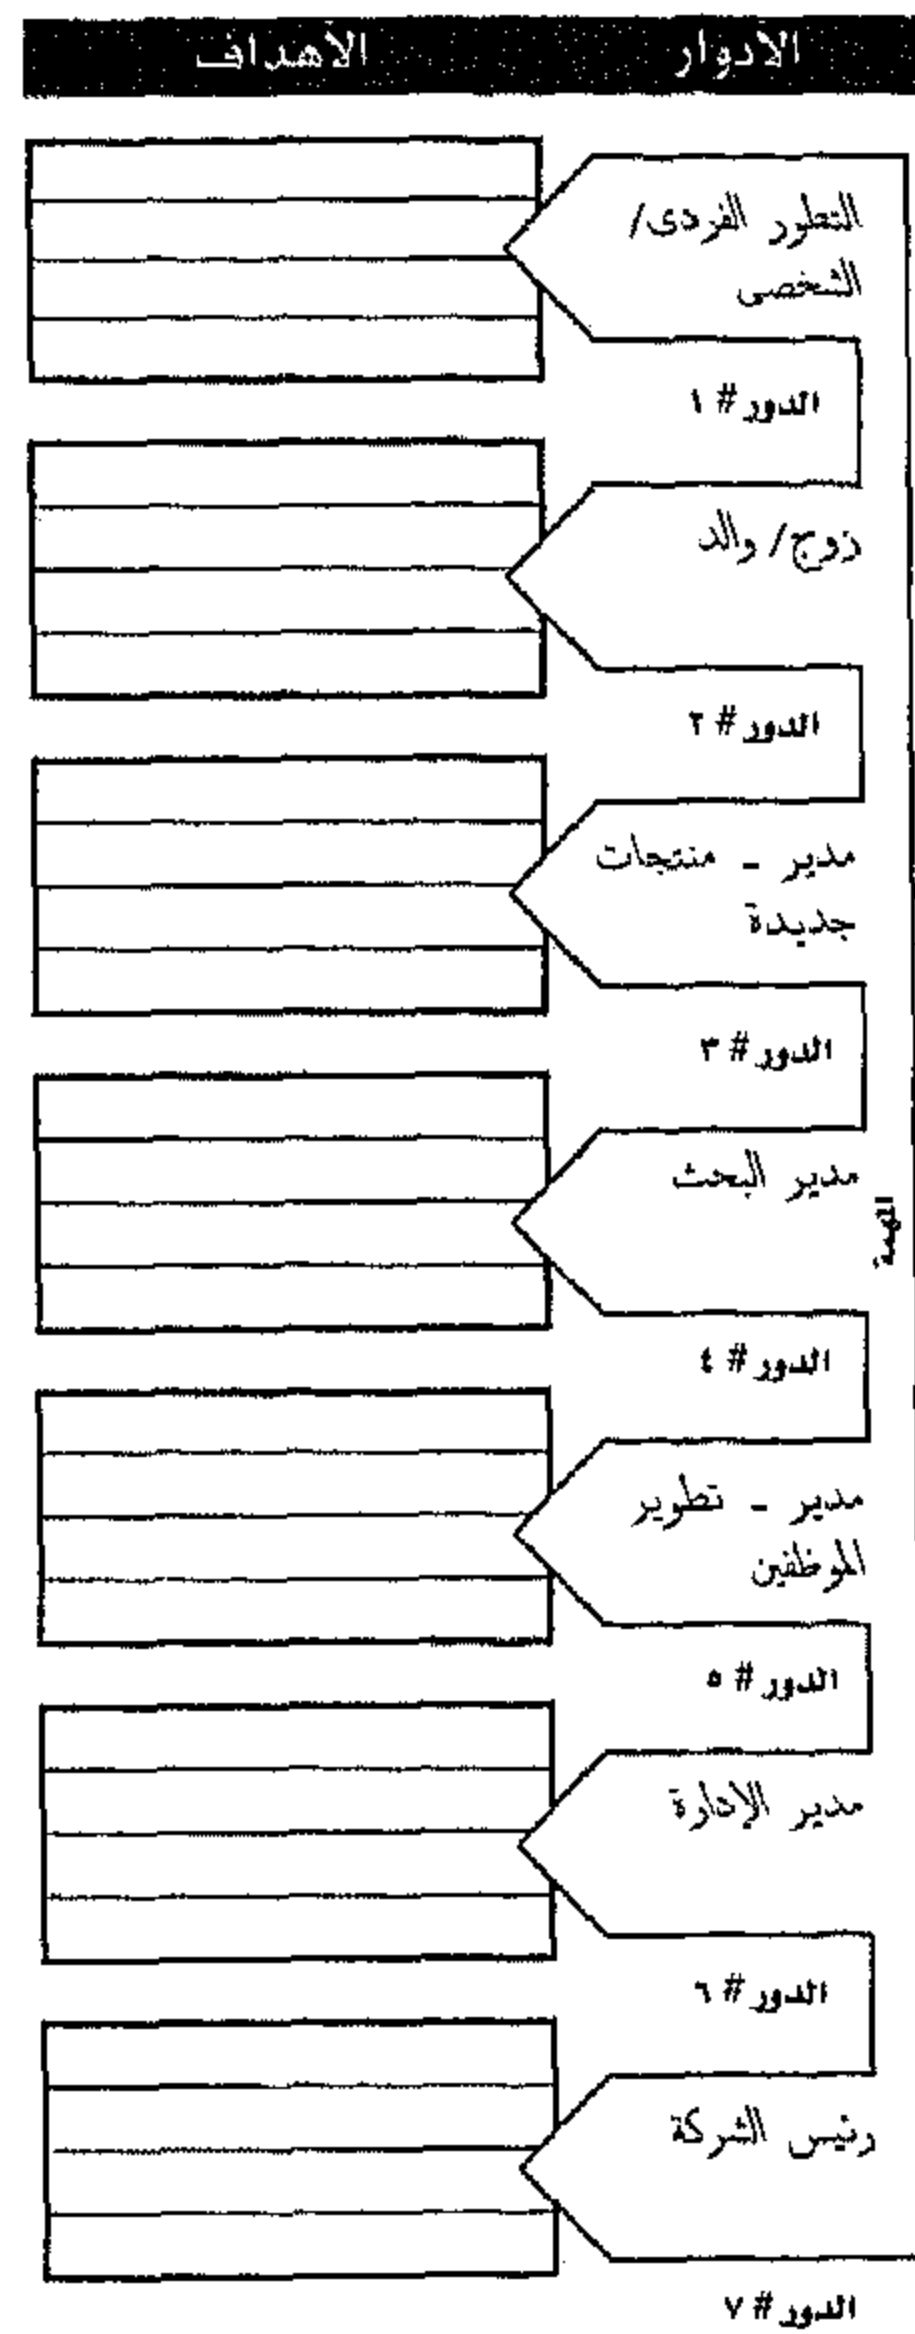 الادوار
الأهداف
التطور الفردى/
الشخصى
الدور# ١
زوج/ والد
الدور# ٢
مدير - منتجات
جديدة
الدور# ٣
مدير البحث
المهمة
الدور# ٤
مدير - تطوير
الموظفين
الدور# ٥
مدير الإدارة
الدور# ٦
رئيس الشركة
الدور# ٧